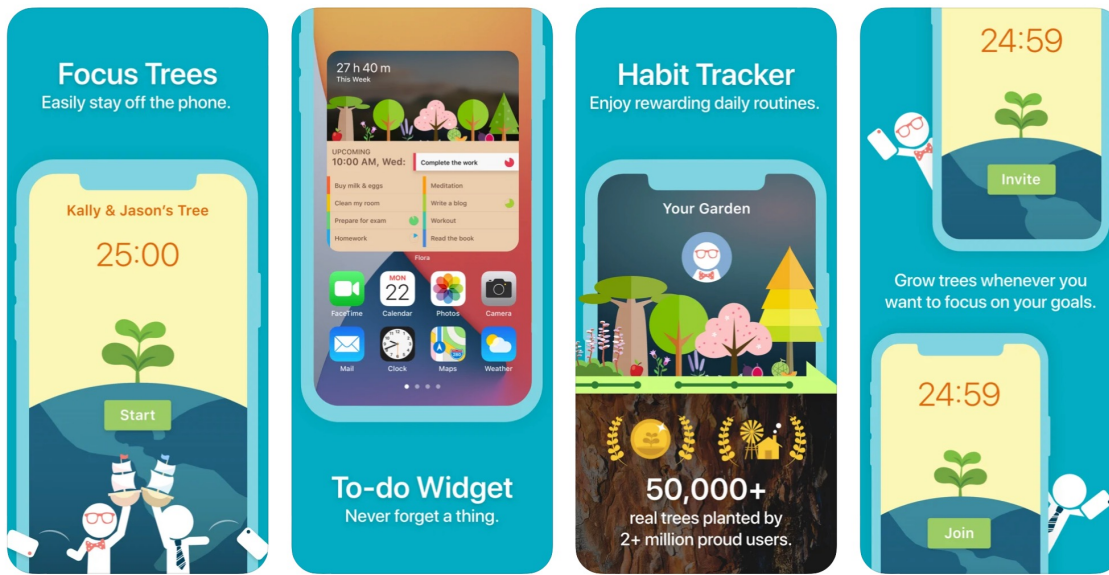 Focus Trees
Easily stay off the phone.
Kally & Jason's Tree
25:00
Start
27 h 40 m
This Week
UPCOMING
10:00 AM, Wed:
Complete the work
Buy milk & eggs
Meditation
Clean my room
Write a blog
Prepare for exam
Workout
Homework
Read the book
Flora
MON
22
FaceTime
Calendar
Photos
Camera
280
Mail
Clock
Maps
Weather
To-do Widget
Never forget a thing.
Habit Tracker
Enjoy rewarding daily routines.
Your Garden
50,000+
real trees planted by
2+ million proud users.
24:59
Invite
Grow trees whenever you
want to focus on your goals.
24:59
Join